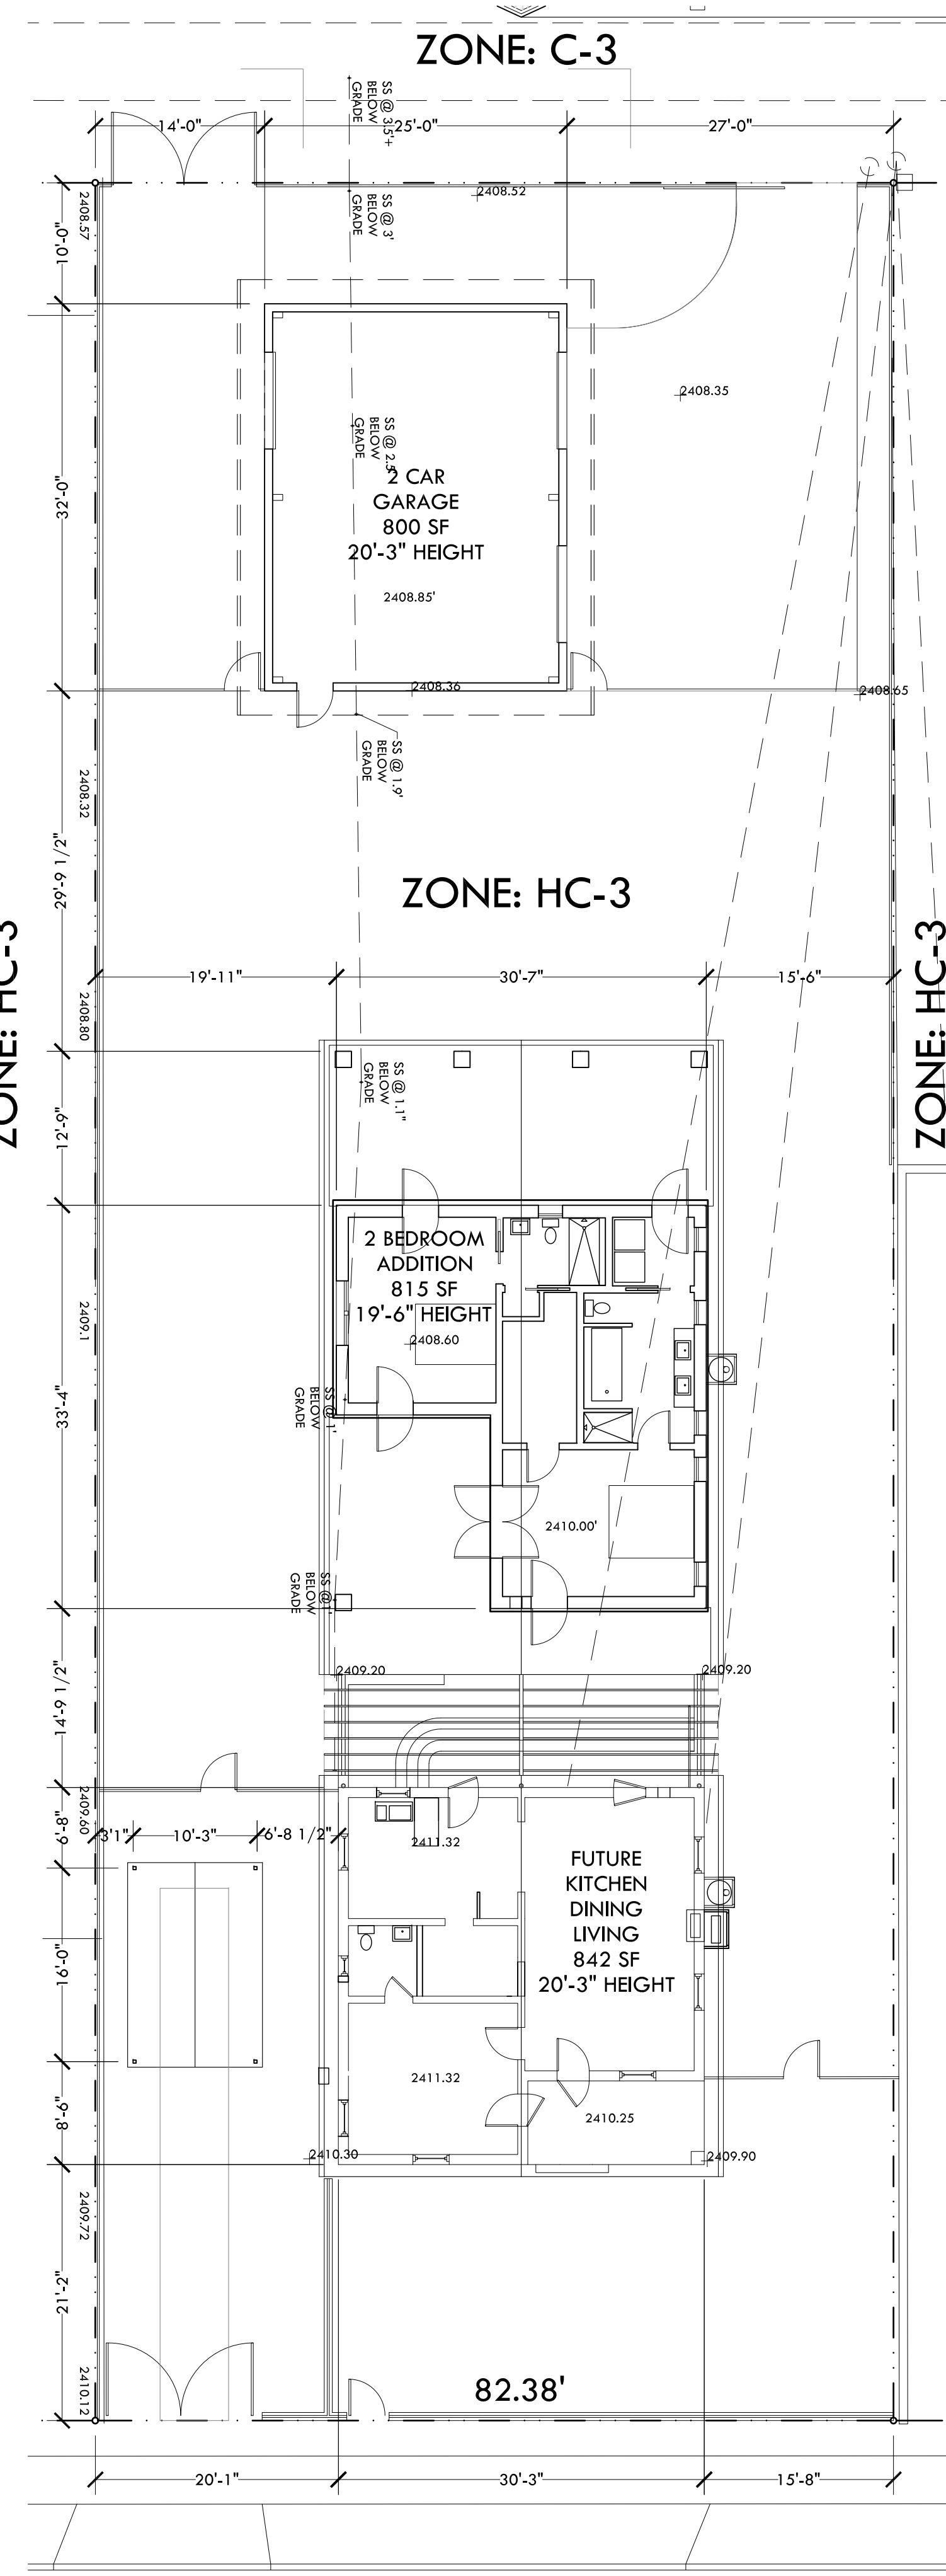 ZONE: C-3
SS @ 3.5'+
BELOW
GRADE
14'-0"
25'-0"
27'-0"
2408.57
2408.52
SS @ 3'
BELOW
GRADE
10'-0"
2408.35
SS @ 2.5'
BELOW
GRADE
32'-0"
2 CAR
GARAGE
800 SF
20'-3" HEIGHT
2408.85'
2408.36
2408.65
SS @ 1.9'
BELOW
GRADE
2408.32
29'-9 1/2"
ZONE: HC-3
ZONE: HC-3
ZONE: HC-3
19'-11"
30'-7"
15'-6"
2408.80
SS @ 1.1"
BELOW
GRADE
12'-9"
2 BEDROOM
ADDITION
815 SF
19'-6" HEIGHT
2408.60
2409.1
33'-4"
SS @ 1'
BELOW
GRADE
2410.00'
SS @ 1'
BELOW
GRADE
2409.20
2409.20
14'-9 1/2"
2409.60
6'-8"
3'1"
10'-3"
6'-8 1/2"
2411.32
FUTURE
KITCHEN
DINING
LIVING
842 SF
20'-3" HEIGHT
16'-0"
2411.32
8'-6"
2410.25
2410.30
2409.90
2409.72
21'-2"
2410.12
82.38'
20'-1"
30'-3"
15'-8"